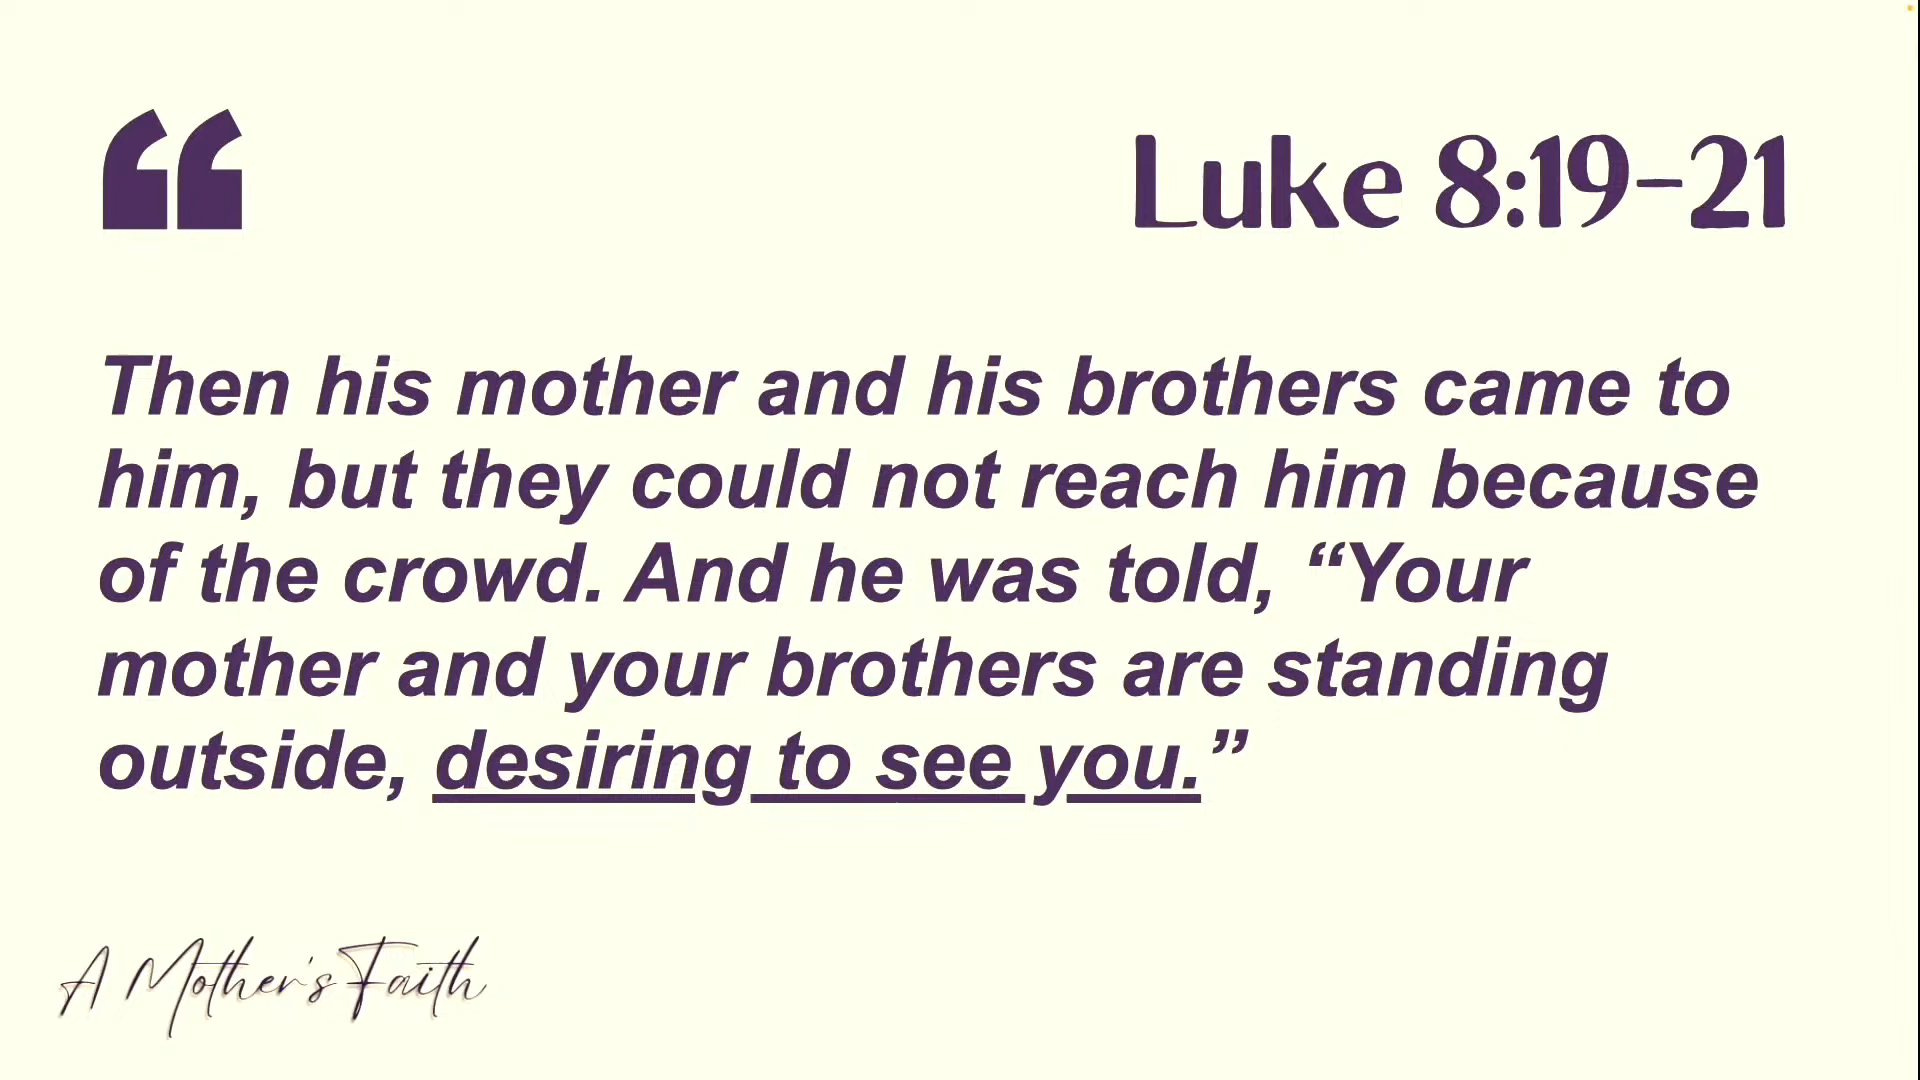 “
Luke 8:19–21
Then his mother and his brothers came to
him, but they could not reach him because
of the crowd. And he was told, “Your
mother and your brothers are standing
outside, desiring to see you.”
A Mother's Faith